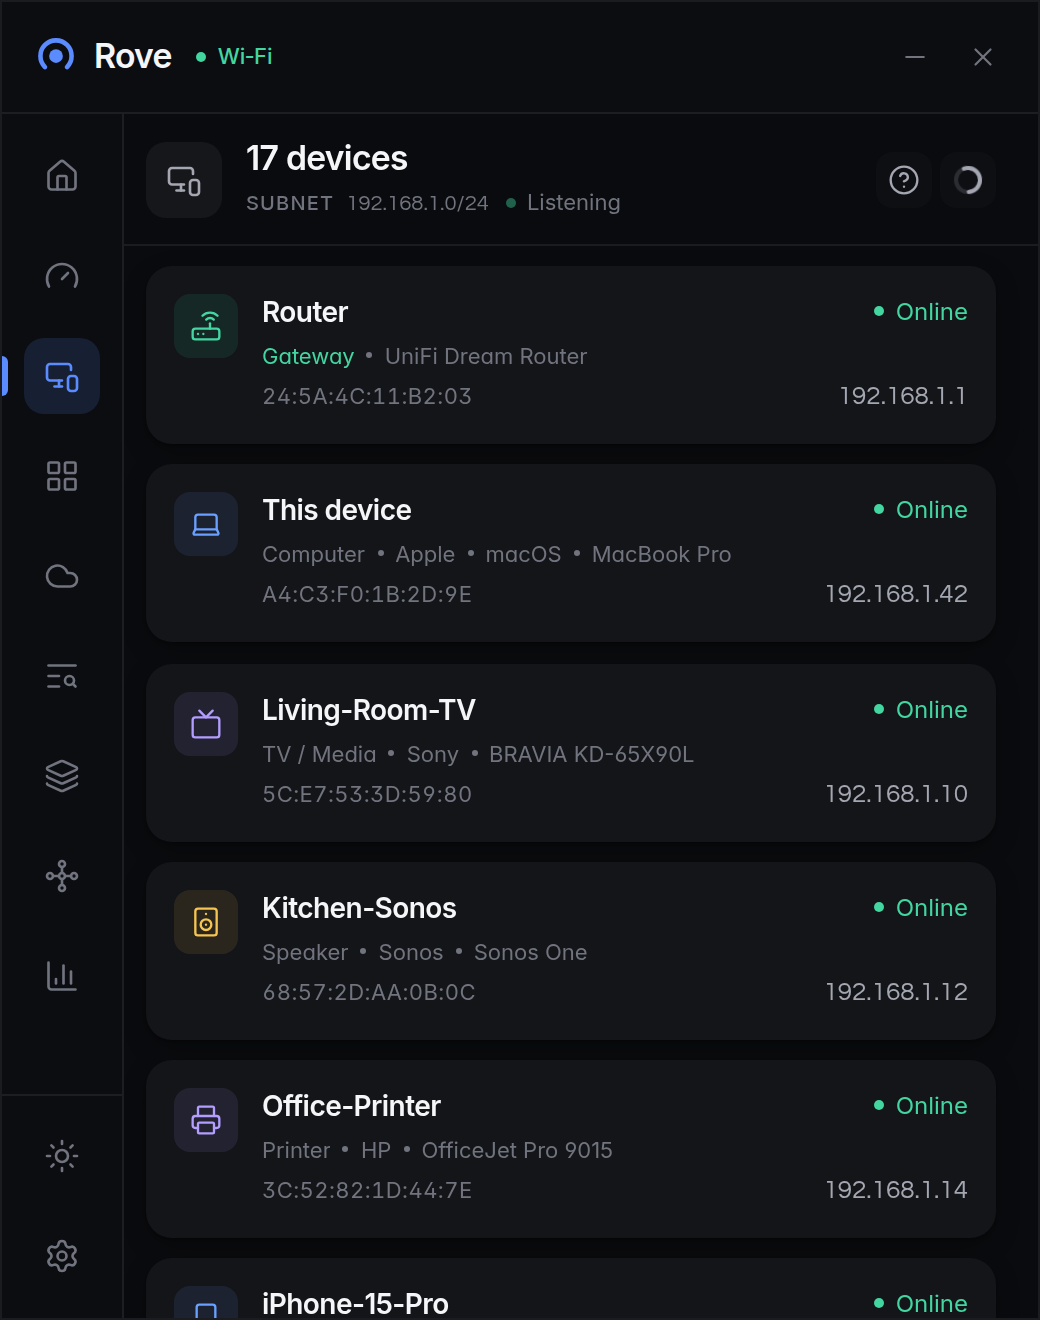 Rove • Wi-Fi
17 devices
SUBNET 192.168.1.0/24 • Listening
Router • Online
Gateway • UniFi Dream Router
24:5A:4C:11:B2:03 192.168.1.1
This device • Online
Computer • Apple • macOS • MacBook Pro
A4:C3:F0:1B:2D:9E 192.168.1.42
Living-Room-TV • Online
TV / Media • Sony • BRAVIA KD-65X90L
5C:E7:53:3D:59:80 192.168.1.10
Kitchen-Sonos • Online
Speaker • Sonos • Sonos One
68:57:2D:AA:0B:0C 192.168.1.12
Office-Printer • Online
Printer • HP • OfficeJet Pro 9015
3C:52:82:1D:44:7E 192.168.1.14
iPhone-15-Pro • Online